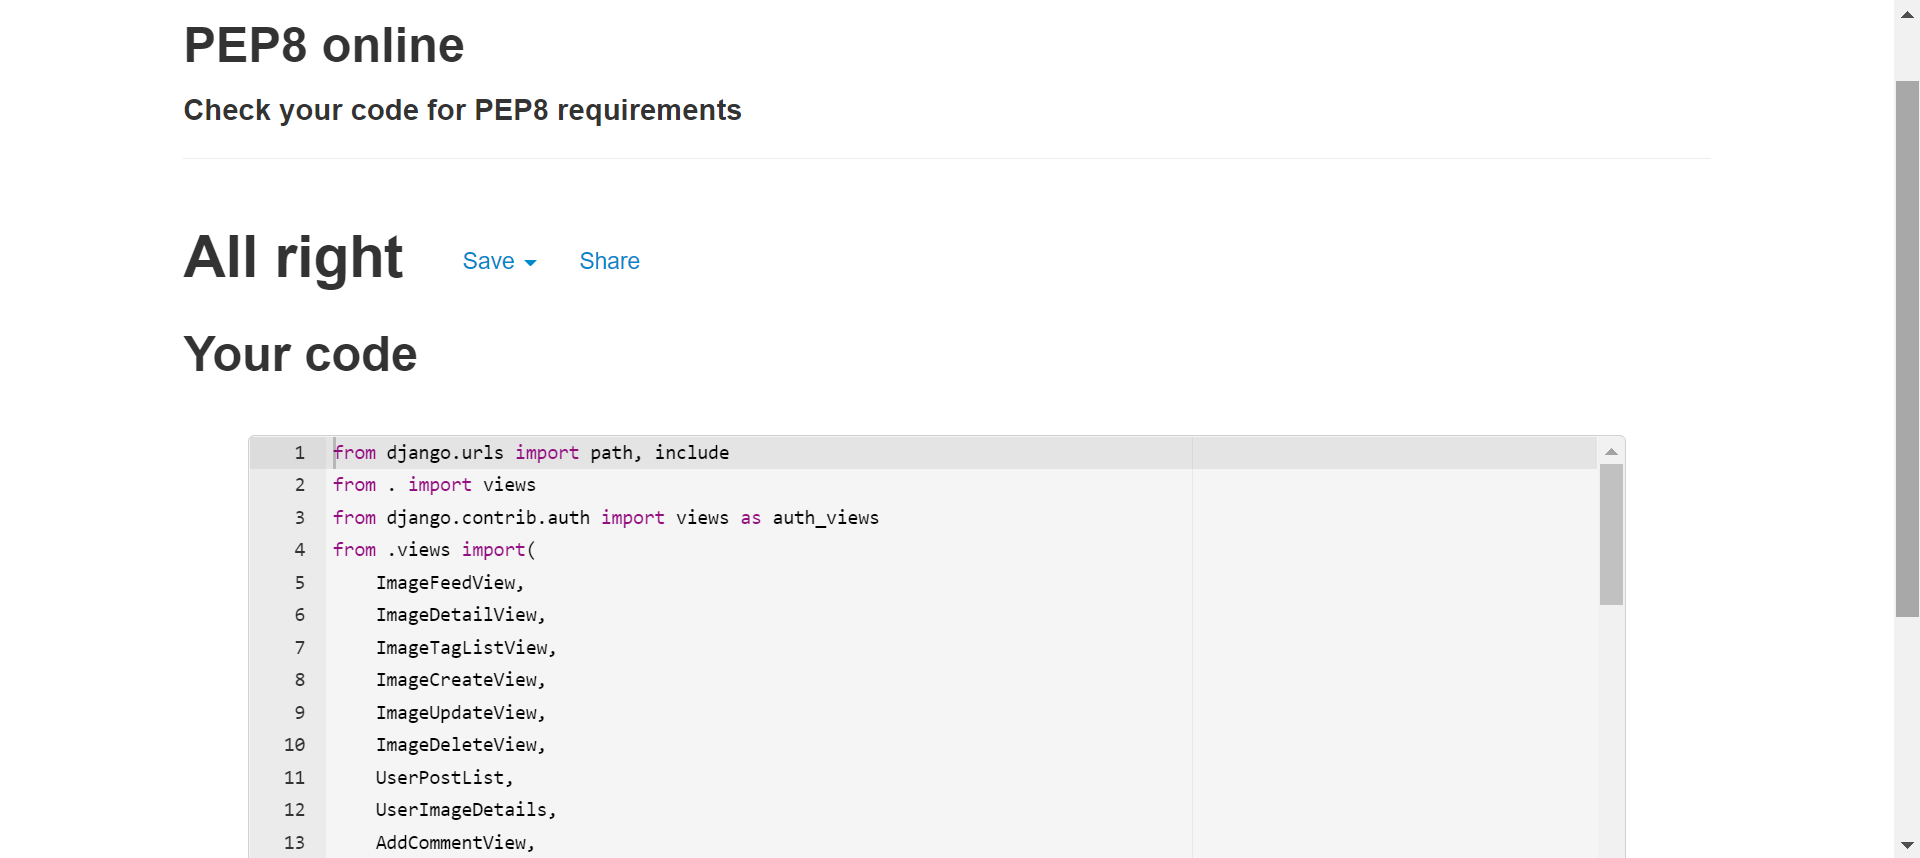 PEP8 online
Check your code for PEP8 requirements
All right Save Share
Your code
1 from django.urls import path, include
2 from . import views
3 from django.contrib.auth import views as auth_views
4 from .views import(
5     ImageFeedView,
6     ImageDetailView,
7     ImageTagListView,
8     ImageCreateView,
9     ImageUpdateView,
10     ImageDeleteView,
11     UserPostList,
12     UserImageDetails,
13     AddCommentView,